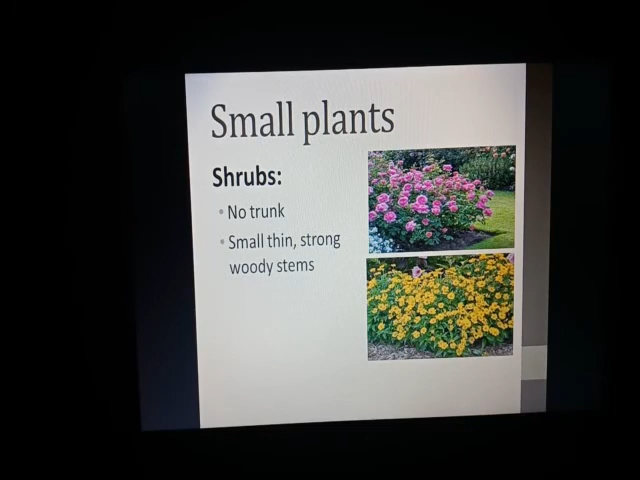 Small plants
Shrubs:
• No trunk
• Small thin, strong
woody stems